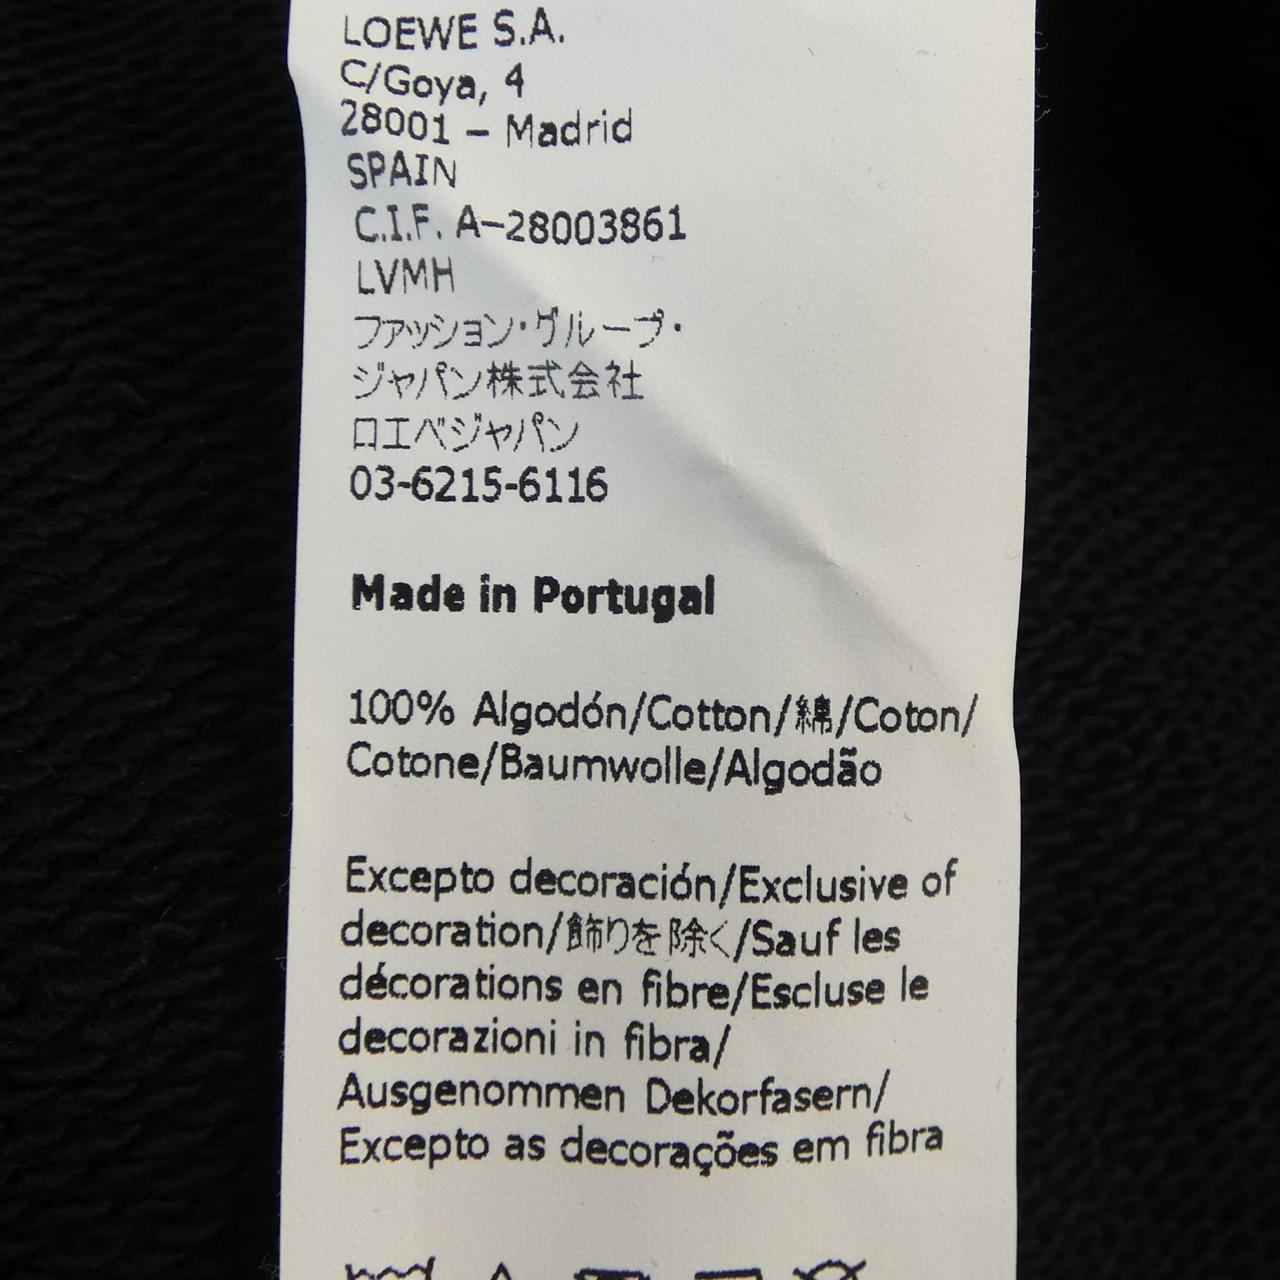 LOEWE S.A.
C/Goya, 4
28001 – Madrid
SPAIN
C.I.F. A–28003861
LVMH
ファッション・グループ・
ジャパン株式会社
ロエベジャパン
03-6215-6116
Made in Portugal
100% Algodón/Cotton/綿/Coton/
Cotone/Baumwolle/Algodão
Excepto decoración/Exclusive of
decoration/飾りを除く/Sauf les
décorations en fibre/Escluse le
decorazioni in fibra/
Ausgenommen Dekorfasern/
Excepto as decorações em fibra